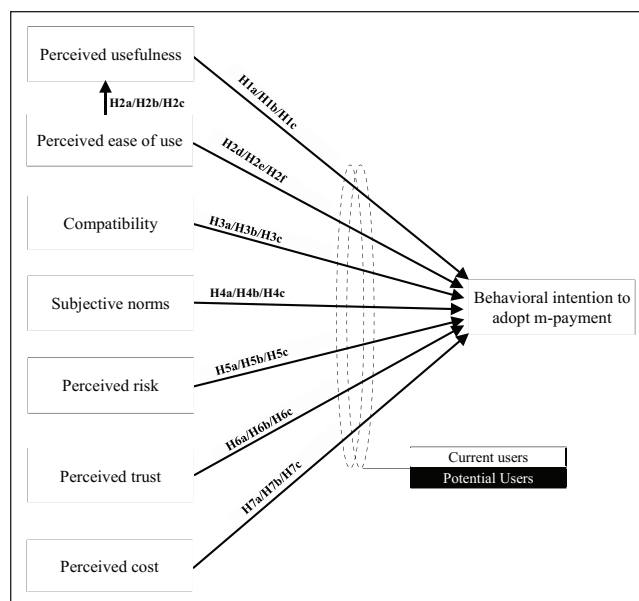 Perceived usefulness
H1a/H1b/H1c
H2a/H2b/H2c
Perceived ease of use
H2d/H2e/H2f
Compatibility
H3a/H3b/H3c
Subjective norms
H4a/H4b/H4c
Behavioral intention to
adopt m-payment
Perceived risk
H5a/H5b/H5c
Perceived trust
H6a/H6b/H6c
Current users
Potential Users
H7a/H7b/H7c
Perceived cost